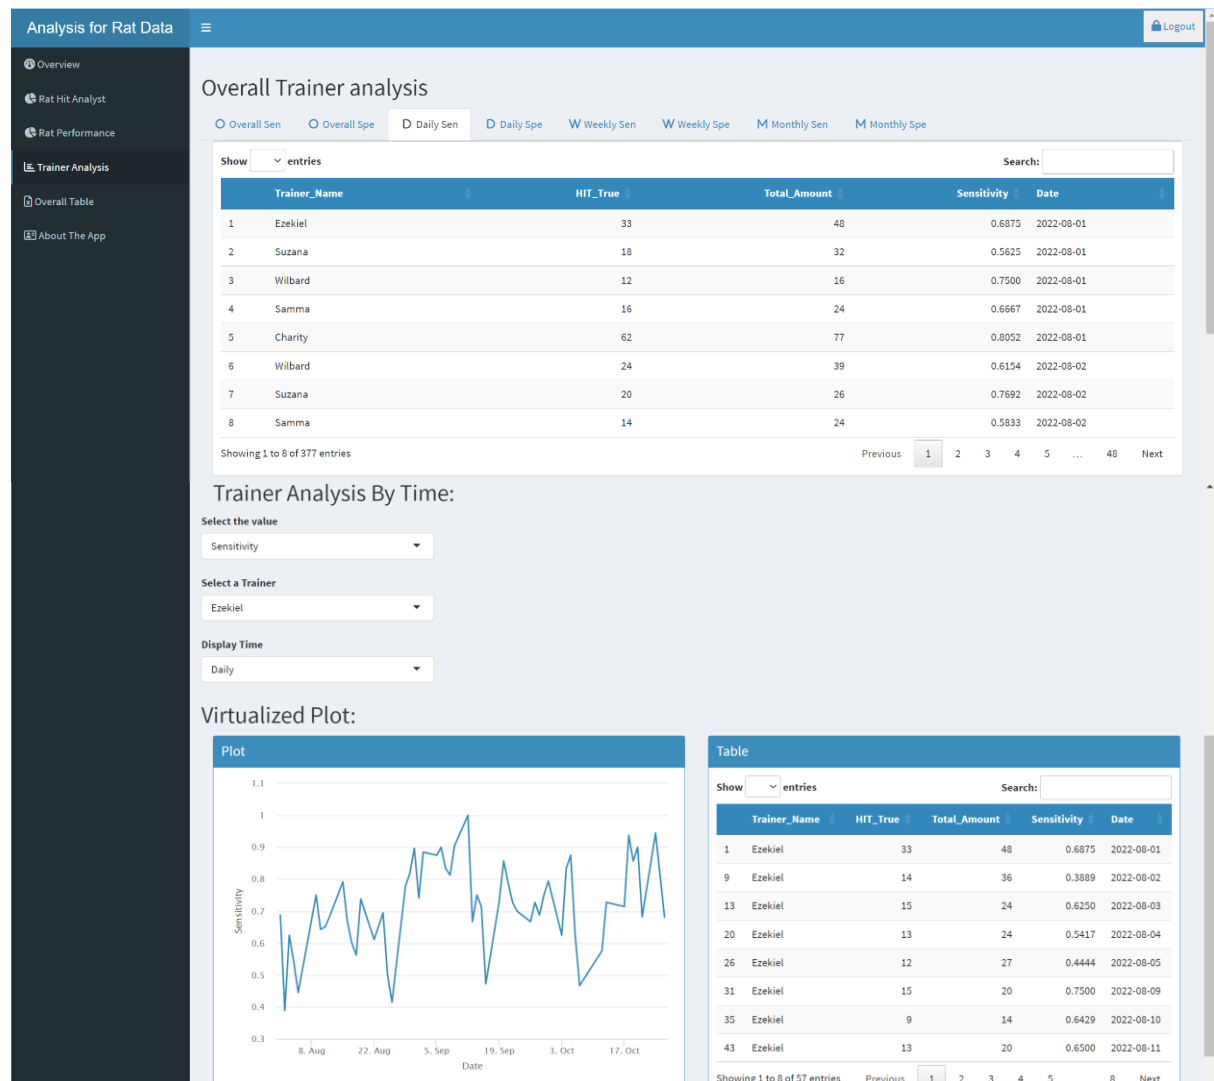 Analysis for Rat Data
Logout
Overview
Rat Hit Analyst
Rat Performance
Trainer Analysis
Overall Table
About The App
Overall Trainer analysis
O Overall Sen O Overall Spe D Daily Sen D Daily Spe W Weekly Sen W Weekly Spe M Monthly Sen M Monthly Spe
Show entries Search:
Trainer_Name HIT_True Total_Amount Sensitivity Date
1 Ezekiel 33 48 0.6875 2022-08-01
2 Suzana 18 32 0.5625 2022-08-01
3 Wilbard 12 16 0.7500 2022-08-01
4 Samma 16 24 0.6667 2022-08-01
5 Charity 62 77 0.8052 2022-08-01
6 Wilbard 24 39 0.6154 2022-08-02
7 Suzana 20 26 0.7692 2022-08-02
8 Samma 14 24 0.5833 2022-08-02
Showing 1 to 8 of 377 entries Previous 1 2 3 4 5 ... 48 Next
Trainer Analysis By Time:
Select the value
Sensitivity
Select a Trainer
Ezekiel
Display Time
Daily
Virtualized Plot:
Plot
1.1
1
0.9
0.8
0.7
0.6
0.5
0.4
0.3
Sensitivity
8. Aug 22. Aug 5. Sep 19. Sep 3. Oct 17. Oct
Date
Table
Show entries Search:
Trainer_Name HIT_True Total_Amount Sensitivity Date
1 Ezekiel 33 48 0.6875 2022-08-01
9 Ezekiel 14 36 0.3889 2022-08-02
13 Ezekiel 15 24 0.6250 2022-08-03
20 Ezekiel 13 24 0.5417 2022-08-04
26 Ezekiel 12 27 0.4444 2022-08-05
31 Ezekiel 15 20 0.7500 2022-08-09
35 Ezekiel 9 14 0.6429 2022-08-10
43 Ezekiel 13 20 0.6500 2022-08-11
Showing 1 to 8 of 57 entries Previous 1 2 3 4 5 ... 8 Next